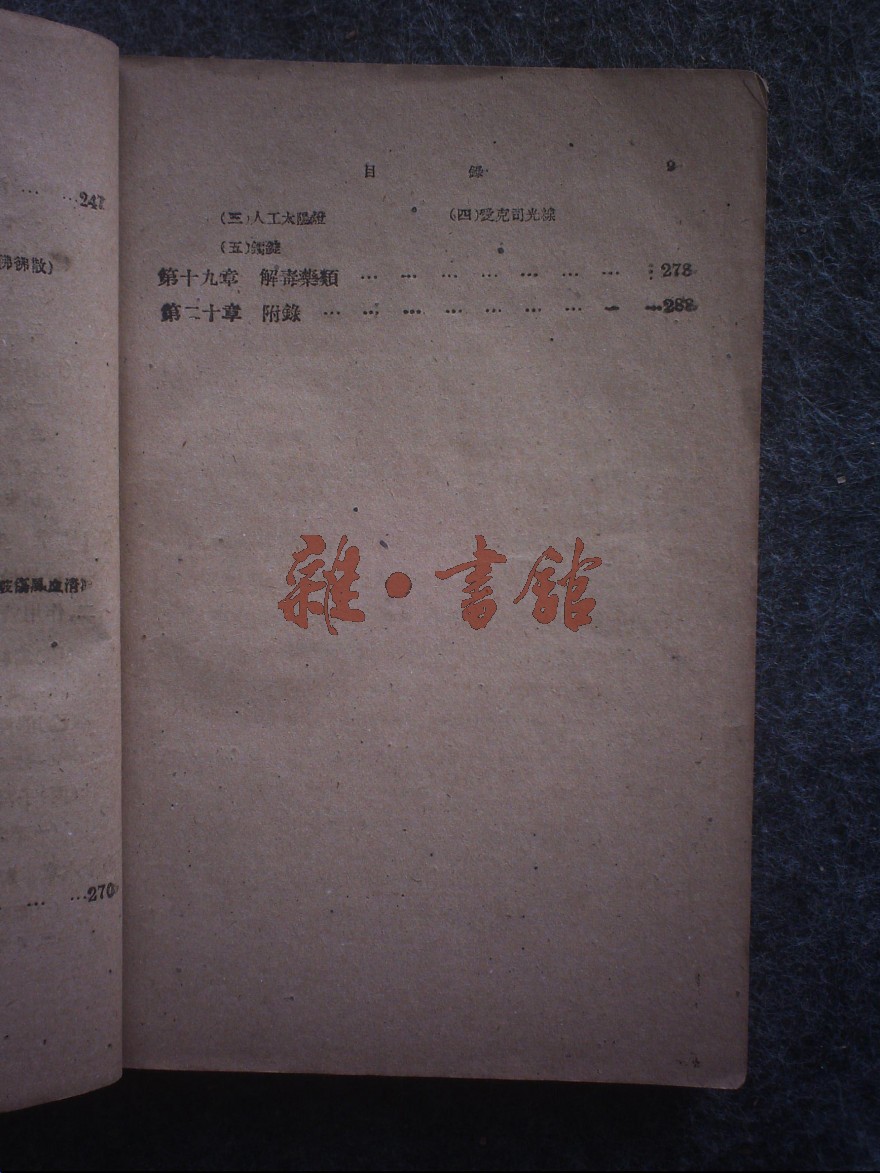 …  …247
彿散)
…  …270
目　錄　9
(三)人工太陽燈　(四)愛克司光線
(五)鐳錠
第十九章　解毒藥類　…　…　…　…　…　…　…　:278
第二十章　附錄　…　…　…　…　…　…　…　…　…288
雜・書館